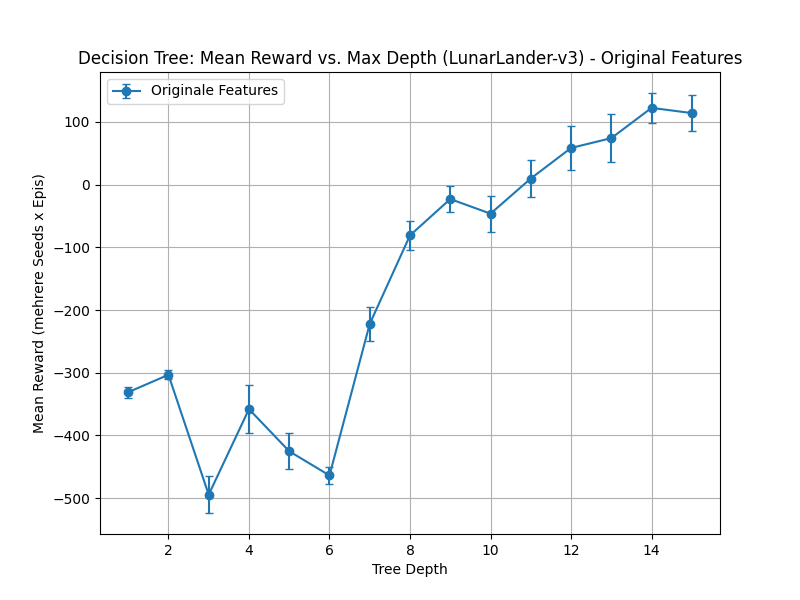 Decision Tree: Mean Reward vs. Max Depth (LunarLander-v3) - Original Features
Originale Features
Mean Reward (mehrere Seeds x Epis)
100
0
−100
−200
−300
−400
−500
2 4 6 8 10 12 14
Tree Depth